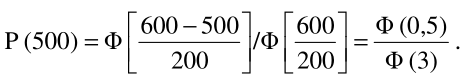 P (500) = Φ [ (600 – 500) / 200 ] / Φ [ 600 / 200 ] = Φ (0,5) / Φ (3) .